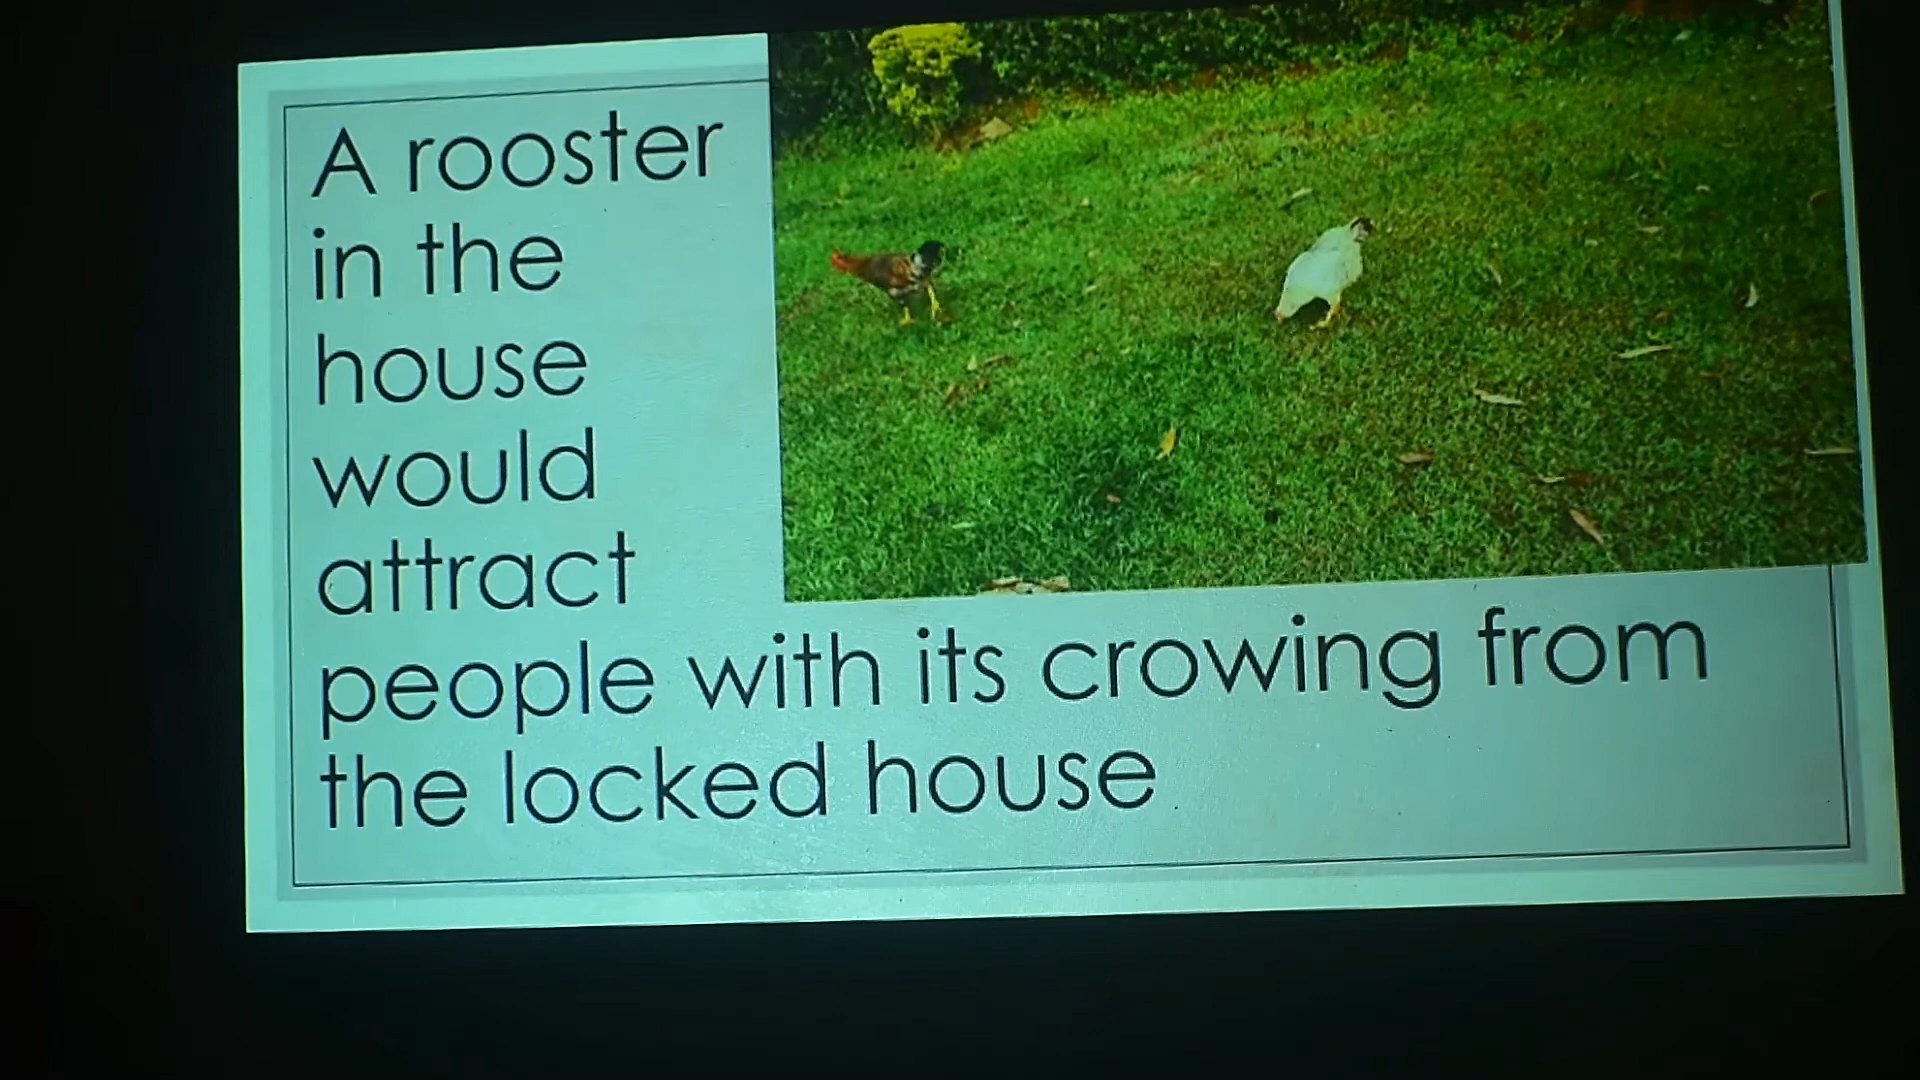 A rooster
in the
house
would
attract
people with its crowing from
the locked house